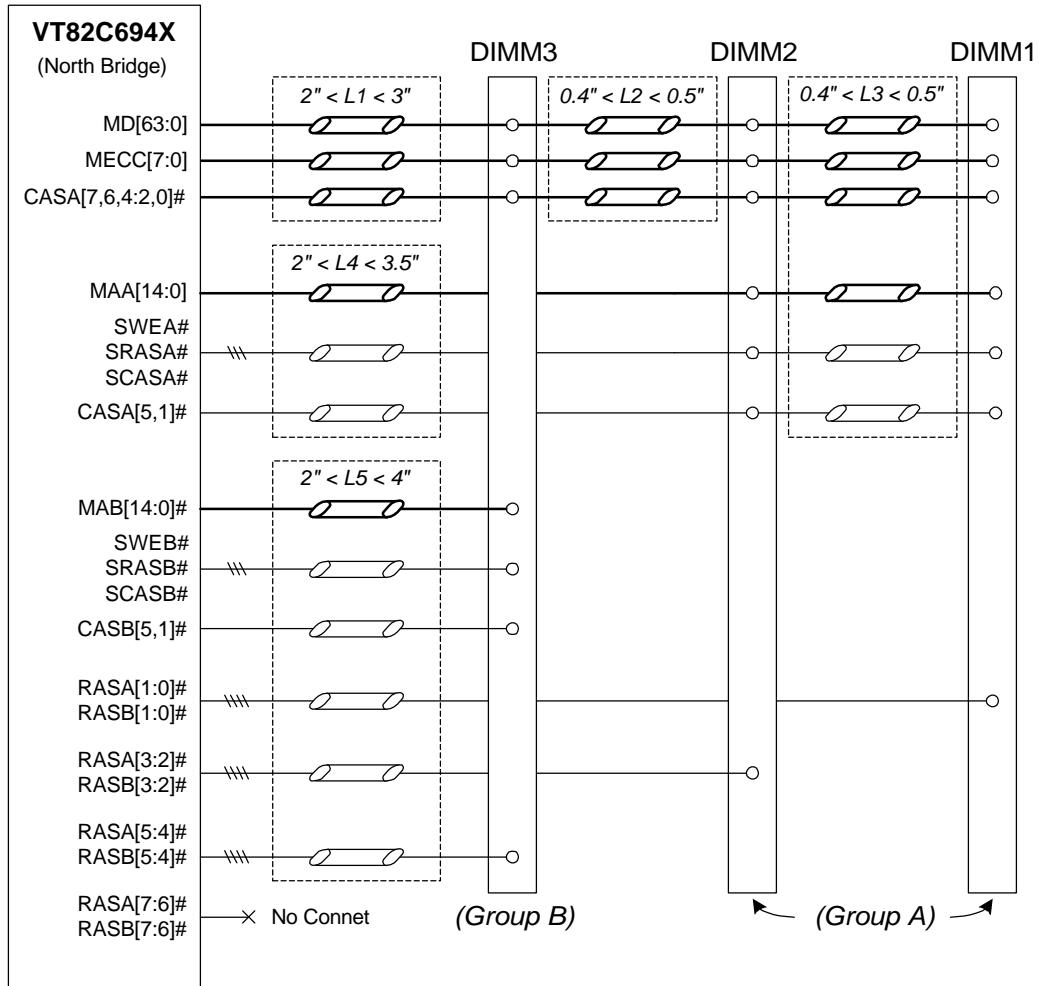 VT82C694X
(North Bridge)
DIMM3
DIMM2
DIMM1
2" < L1 < 3"
0.4" < L2 < 0.5"
0.4" < L3 < 0.5"
MD[63:0]
MECC[7:0]
CASA[7,6,4:2,0]#
2" < L4 < 3.5"
MAA[14:0]
SWEA#
SRASA#
SCASA#
CASA[5,1]#
2" < L5 < 4"
MAB[14:0]#
SWEB#
SRASB#
SCASB#
CASB[5,1]#
RASA[1:0]#
RASB[1:0]#
RASA[3:2]#
RASB[3:2]#
RASA[5:4]#
RASB[5:4]#
RASA[7:6]#
RASB[7:6]#
No Connet
(Group B)
(Group A)